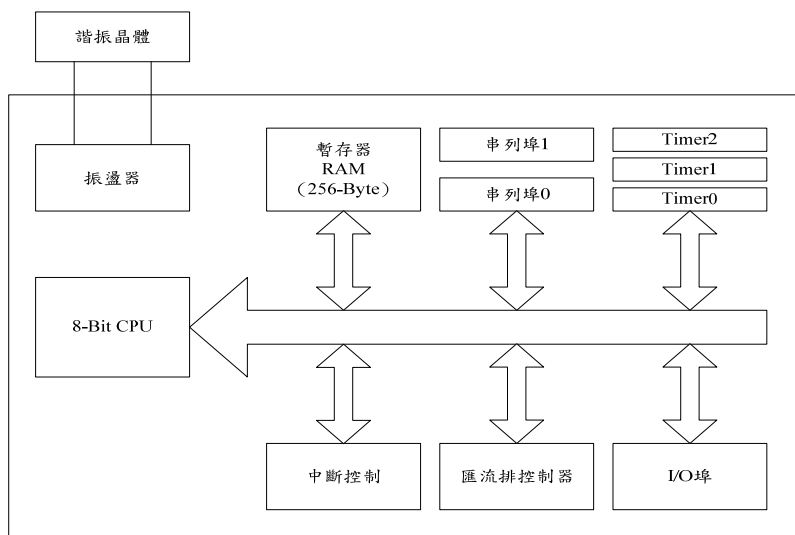 諧振晶體
振盪器
暫存器
RAM
（256-Byte）
串列埠1
串列埠0
Timer2
Timer1
Timer0
8-Bit CPU
中斷控制
匯流排控制器
I/O埠